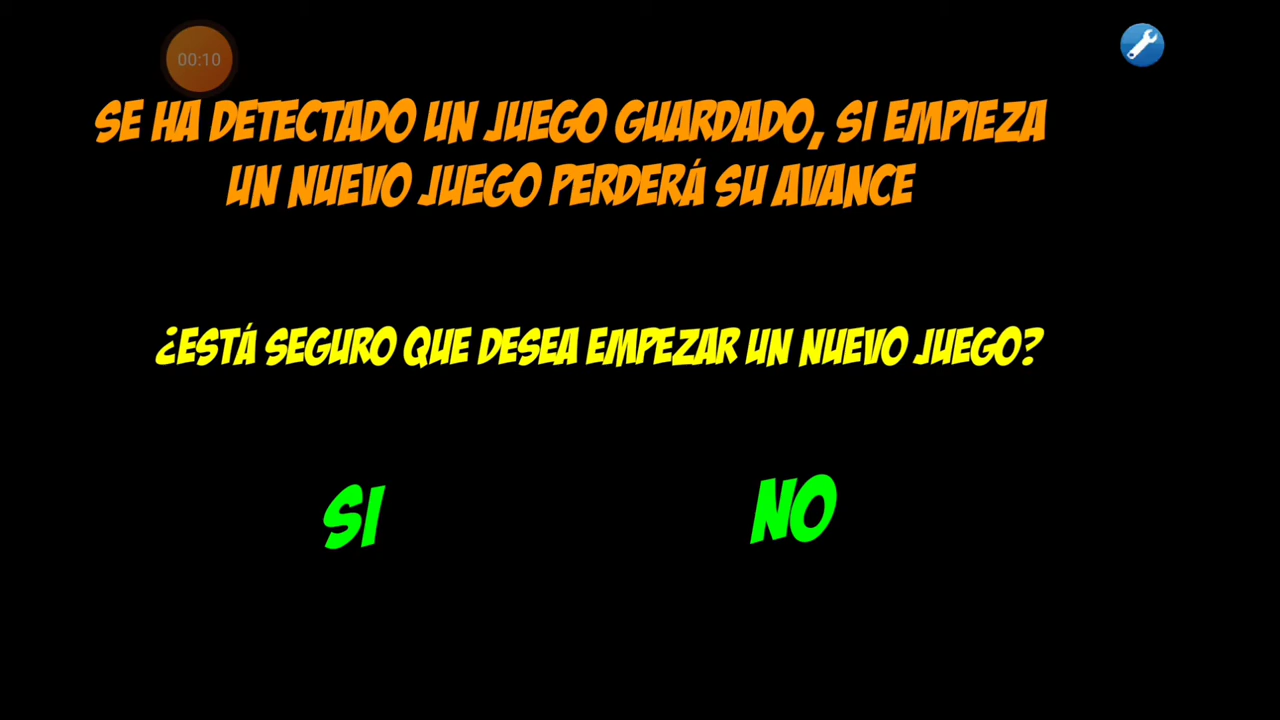 00:10
SE HA DETECTADO UN JUEGO GUARDADO, SI EMPIEZA
UN NUEVO JUEGO PERDERÁ SU AVANCE
¿ESTÁ SEGURO QUE DESEA EMPEZAR UN NUEVO JUEGO?
SI NO